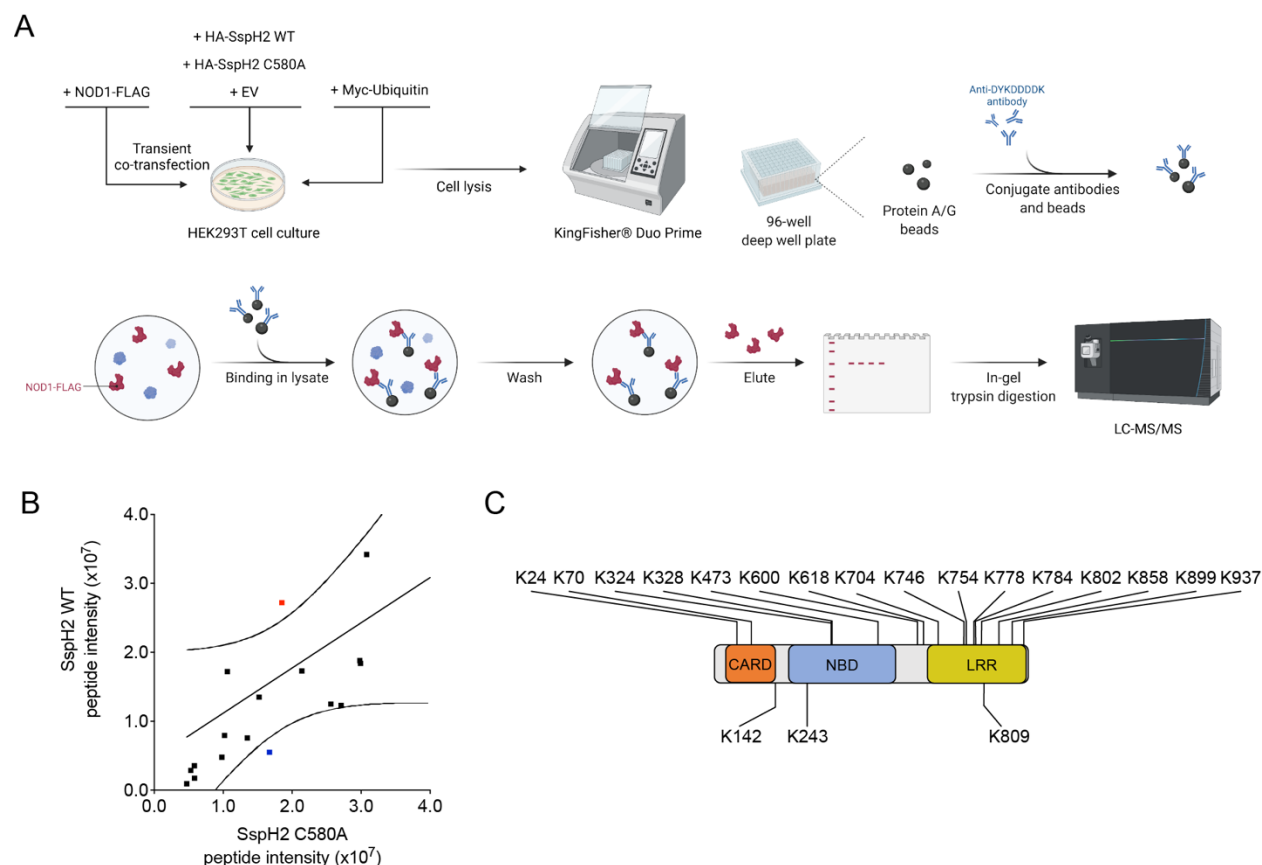 A
+ HA-SspH2 WT
+ HA-SspH2 C580A
+ NOD1-FLAG
+ EV
+ Myc-Ubiquitin
Transient
co-transfection
HEK293T cell culture
Cell lysis
KingFisher® Duo Prime
96-well
deep well plate
Protein A/G
beads
Anti-DYKDDDDK
antibody
Conjugate antibodies
and beads
NOD1-FLAG
Binding in lysate
Wash
Elute
In-gel
trypsin digestion
LC-MS/MS
B
SspH2 WT
peptide intensity (x10⁷)
4.0
3.0
2.0
1.0
0.0
0.0 1.0 2.0 3.0 4.0
SspH2 C580A
peptide intensity (x10⁷)
C
K24 K70 K324 K328 K473 K600 K618 K704 K746 K754 K778 K784 K802 K858 K899 K937
CARD NBD LRR
K142 K243 K809